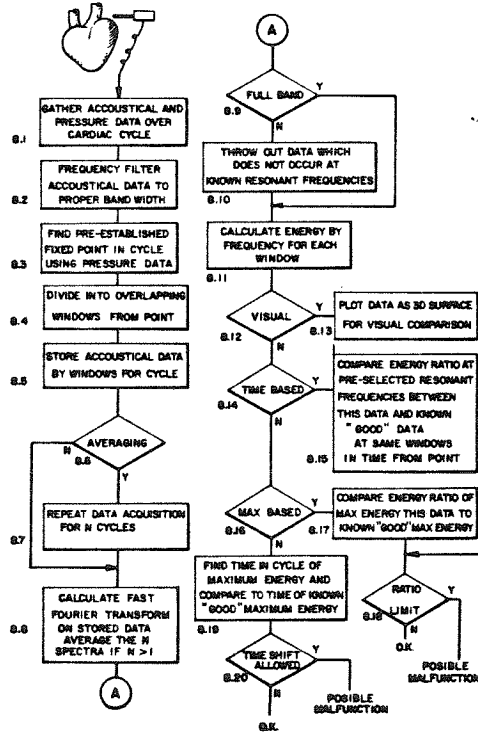 GATHER ACCOUSTICAL AND
PRESSURE DATA OVER
CARDIAC CYCLE
8.1
FREQUENCY FILTER
ACCOUSTICAL DATA TO
PROPER BAND WIDTH
8.2
FIND PRE-ESTABLISHED
FIXED POINT IN CYCLE
USING PRESSURE DATA
8.3
DIVIDE INTO OVERLAPPING
WINDOWS FROM POINT
8.4
STORE ACCOUSTICAL DATA
BY WINDOWS FOR CYCLE
8.5
AVERAGING
8.6
N
Y
REPEAT DATA ACQUISITION
FOR N CYCLES
8.7
CALCULATE FAST
FOURIER TRANSFORM
ON STORED DATA
AVERAGE THE N
SPECTRA IF N > 1
8.8
A
A
FULL BAND
8.9
Y
N
THROW OUT DATA WHICH
DOES NOT OCCUR AT
KNOWN RESONANT FREQUENCIES
8.10
CALCULATE ENERGY BY
FREQUENCY FOR EACH
WINDOW
8.11
VISUAL
8.12
Y
N
8.13
PLOT DATA AS 3D SURFACE
FOR VISUAL COMPARISON
TIME BASED
8.14
Y
N
COMPARE ENERGY RATIO AT
PRE-SELECTED RESONANT
FREQUENCIES BETWEEN
THIS DATA AND KNOWN
"GOOD" DATA
AT SAME WINDOWS
IN TIME FROM POINT
8.15
MAX BASED
8.16
Y
N
8.17
COMPARE ENERGY RATIO OF
MAX ENERGY THIS DATA TO
KNOWN "GOOD" MAX ENERGY
RATIO
LIMIT
8.18
Y
N
O.K.
POSIBLE
MALFUNCTION
FIND TIME IN CYCLE OF
MAXIMUM ENERGY AND
COMPARE TO TIME OF KNOWN
"GOOD" MAXIMUM ENERGY
8.19
TIME SHIFT
ALLOWED
8.20
Y
N
POSIBLE
MALFUNCTION
O.K.